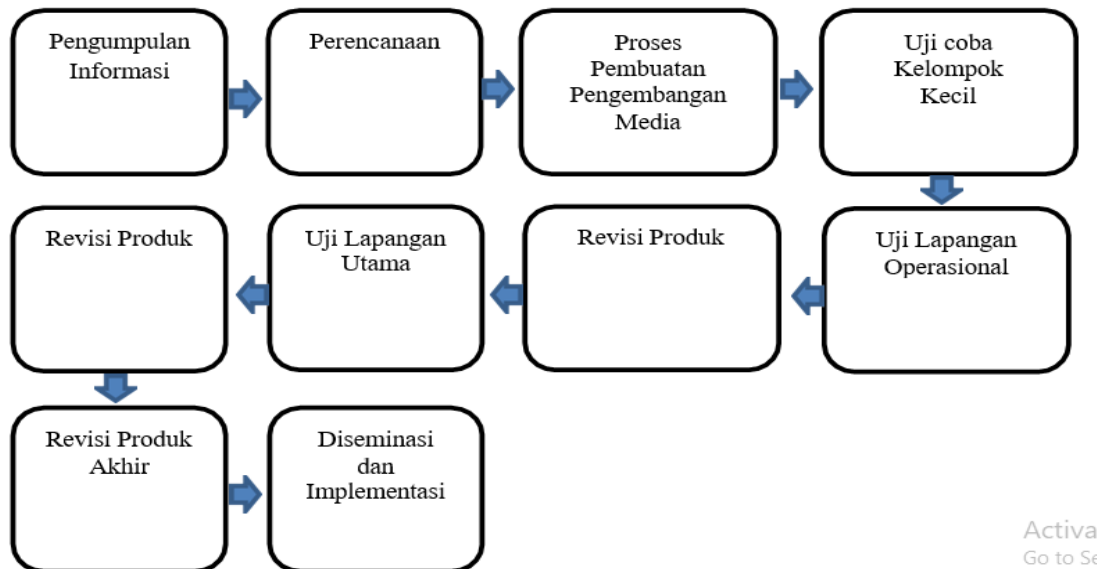 Pengumpulan
Informasi
Perencanaan
Proses
Pembuatan
Pengembangan
Media
Uji coba
Kelompok
Kecil
Uji Lapangan
Operasional
Revisi Produk
Uji Lapangan
Utama
Revisi Produk
Revisi Produk
Akhir
Diseminasi
dan
Implementasi
Activa
Go to Se